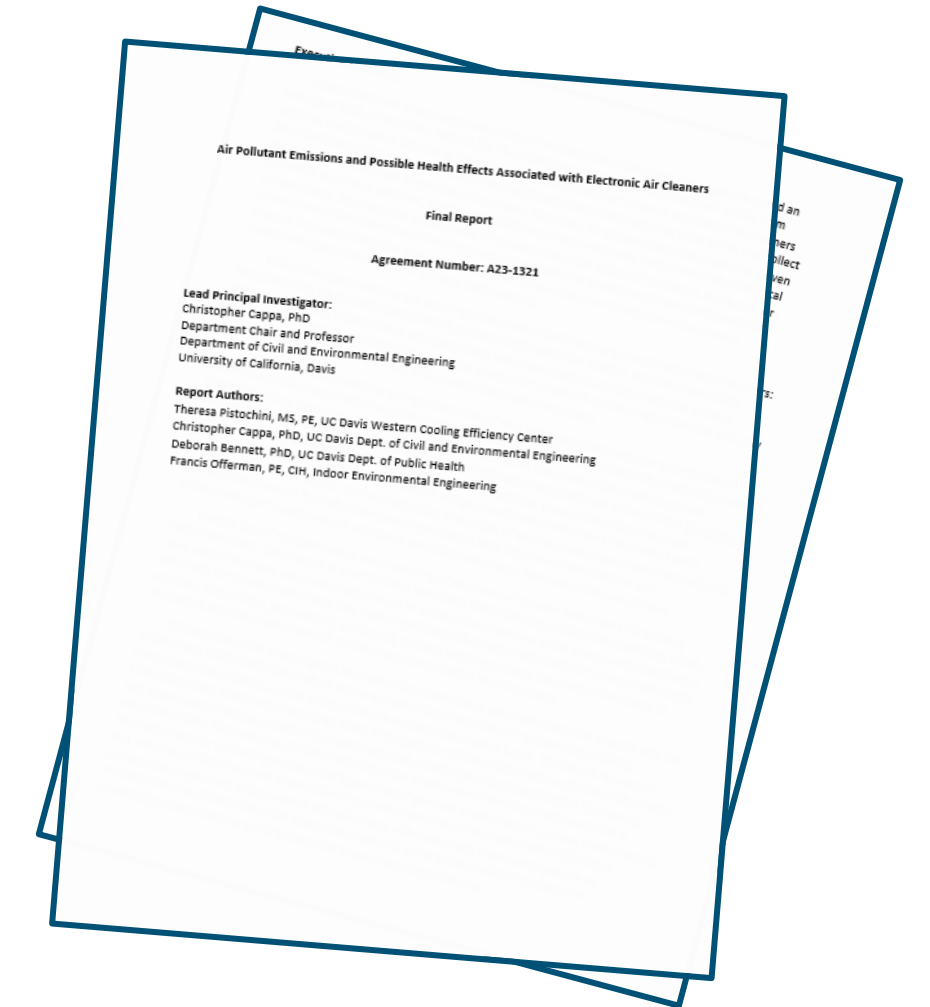 Air Pollutant Emissions and Possible Health Effects Associated with Electronic Air Cleaners
Final Report
Agreement Number: A23-1321
Lead Principal Investigator:
Christopher Cappa, PhD
Department Chair and Professor
Department of Civil and Environmental Engineering
University of California, Davis
Report Authors:
Theresa Pistochini, MS, PE, UC Davis Western Cooling Efficiency Center
Christopher Cappa, PhD, UC Davis Dept. of Civil and Environmental Engineering
Deborah Bennett, PhD, UC Davis Dept. of Public Health
Francis Offerman, PE, CIH, Indoor Environmental Engineering
an